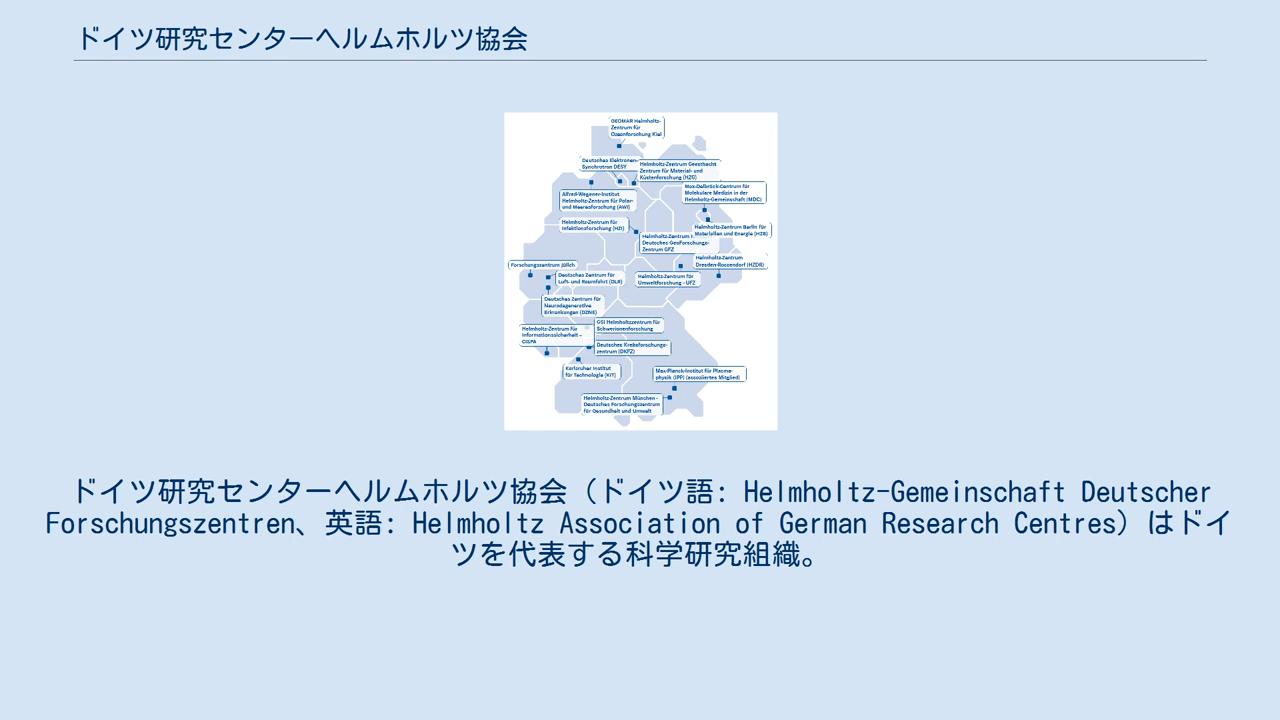 ドイツ研究センターヘルムホルツ協会
GEOMAR Helmholtz-
Zentrum für
Ozeanforschung Kiel
Deutsches Elektronen-
Synchrotron DESY
Helmholtz-Zentrum Geesthacht
Zentrum für Material- und
Küstenforschung (HZG)
Max-Delbrück-Centrum für
Molekulare Medizin in der
Helmholtz-Gemeinschaft (MDC)
Alfred-Wegener-Institut
Helmholtz-Zentrum für Polar-
und Meeresforschung (AWI)
Helmholtz-Zentrum für
Infektionsforschung (HZI)
Helmholtz-Zentrum Berlin für
Materialien und Energie (HZB)
Helmholtz-Zentrum
Deutsches GeoForschungs-
Zentrum GFZ
Helmholtz-Zentrum
Dresden-Rossendorf (HZDR)
Forschungszentrum Jülich
Deutsches Zentrum für
Luft- und Raumfahrt (DLR)
Helmholtz-Zentrum für
Umweltforschung - UFZ
Deutsches Zentrum für
Neurodegenerative
Erkrankungen (DZNE)
GSI Helmholtzzentrum für
Schwerionenforschung
Helmholtz-Zentrum für
Informationssicherheit –
CISPA
Deutsches Krebsforschungs-
zentrum (DKFZ)
Karlsruher Institut
für Technologie (KIT)
Max-Planck-Institut für Plasma-
physik (IPP) (assoziiertes Mitglied)
Helmholtz-Zentrum München -
Deutsches Forschungszentrum
für Gesundheit und Umwelt
ドイツ研究センターヘルムホルツ協会（ドイツ語: Helmholtz-Gemeinschaft Deutscher
Forschungszentren、英語: Helmholtz Association of German Research Centres）はドイ
ツを代表する科学研究組織。